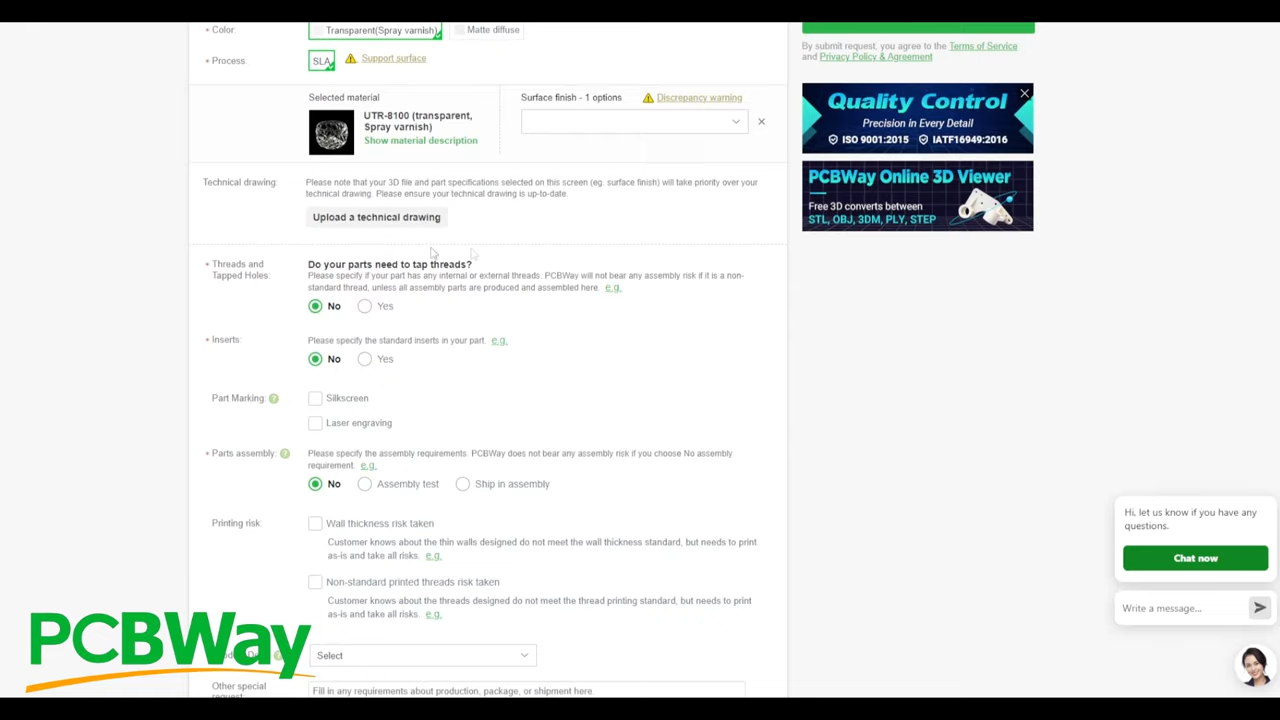 Color:
Transparent(Spray varnish)
Matte diffuse
* Process:
SLA
Support surface
Selected material
UTR-8100 (transparent,
Spray varnish)
Show material description
Surface finish - 1 options
Discrepancy warning
Technical drawing:
Please note that your 3D file and part specifications selected on this screen (eg. surface finish) will take priority over your
technical drawing. Please ensure your technical drawing is up-to-date.
Upload a technical drawing
* Threads and
Tapped Holes:
Do your parts need to tap threads?
Please specify if your part has any internal or external threads. PCBWay will not bear any assembly risk if it is a non-
standard thread, unless all assembly parts are produced and assembled here. e.g.
No
Yes
* Inserts:
Please specify the standard inserts in your part. e.g.
No
Yes
Part Marking: ?
Silkscreen
Laser engraving
* Parts assembly: ?
Please specify the assembly requirements. PCBWay does not bear any assembly risk if you choose No assembly
requirement. e.g.
No
Assembly test
Ship in assembly
Printing risk:
Wall thickness risk taken
Customer knows about the thin walls designed do not meet the wall thickness standard, but needs to print
as-is and take all risks. e.g.
Non-standard printed threads risk taken
Customer knows about the threads designed do not meet the thread printing standard, but needs to print
as-is and take all risks. e.g.
Select
Other special
request:
Fill in any requirements about production, package, or shipment here.
By submit request, you agree to the Terms of Service
and Privacy Policy & Agreement
Quality Control
Precision in Every Detail
ISO 9001:2015
IATF16949:2016
PCBWay Online 3D Viewer
Free 3D converts between
STL, OBJ, 3DM, PLY, STEP
Hi, let us know if you have any
questions.
Chat now
Write a message...
PCBWay